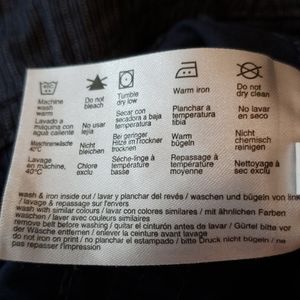 Machine wash warm
Do not bleach
Tumble dry low
Warm iron
Do not dry clean
Lavado a máquina con agua tibia
No usar lejía
Secar con secadora a baja temperatura
Planchar a temperatura tibia
No lavar en seco
Maschinenwäsche 40°C
Nicht bleichen
Bei geringer Hitze im Trockner trocknen
Warm bügeln
Nicht chemisch reinigen
Lavage en machine, 40°C
Chlore exclu
Séche-linge à basse température
Repassage à température moyenne
Nettoyage à sec exclu
wash & iron inside out / lavar y planchar del revés / waschen und bügeln von
/ lavage & repassage sur l'envers
wash with similar colours / lavar con colores similares / mit ähnlichen Farben
waschen / laver avec couleurs similaires
remove belt before washing / quitar el cinturón antes de lavar / Gürtel bitte vor
der Wäsche entfernen / enlever la ceinture avant lavage
do not iron on print / no planchar el estampado / bitte Druck nicht bügeln / ne
pas repasser l'impression